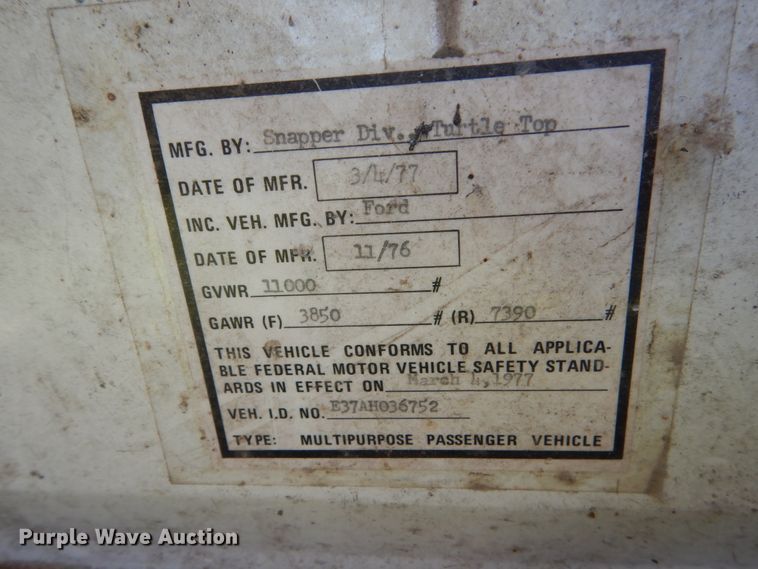 MFG. BY: Snapper Div., Turtle Top
DATE OF MFR. 3/4/77
INC. VEH. MFG. BY: Ford
DATE OF MFR. 11/76
GVWR 11000 #
GAWR (F) 3850 # (R) 7390 #
THIS VEHICLE CONFORMS TO ALL APPLICA-
BLE FEDERAL MOTOR VEHICLE SAFETY STAND-
ARDS IN EFFECT ON March 4,1977
VEH. I.D. NO. E37AH036752
TYPE: MULTIPURPOSE PASSENGER VEHICLE
Purple Wave Auction